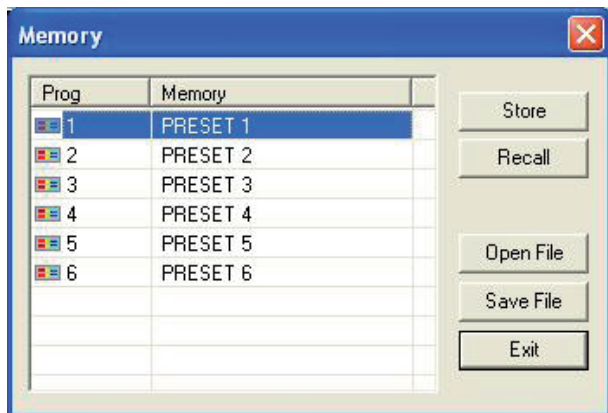 Memory
Prog Memory
1 PRESET 1
2 PRESET 2
3 PRESET 3
4 PRESET 4
5 PRESET 5
6 PRESET 6
Store
Recall
Open File
Save File
Exit